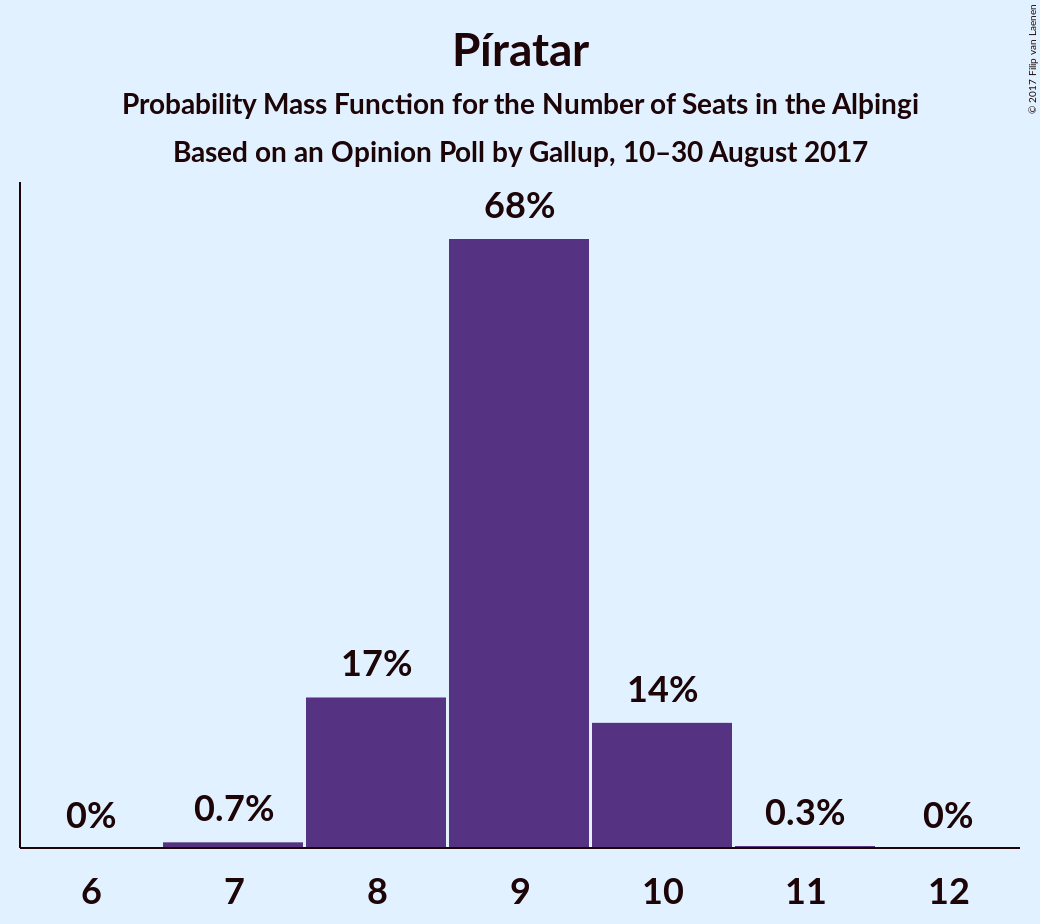 Píratar
Probability Mass Function for the Number of Seats in the Alþingi
Based on an Opinion Poll by Gallup, 10–30 August 2017
© 2017 Filip van Laenen
68%
17%
14%
0%
0.7%
0.3%
0%
6 7 8 9 10 11 12